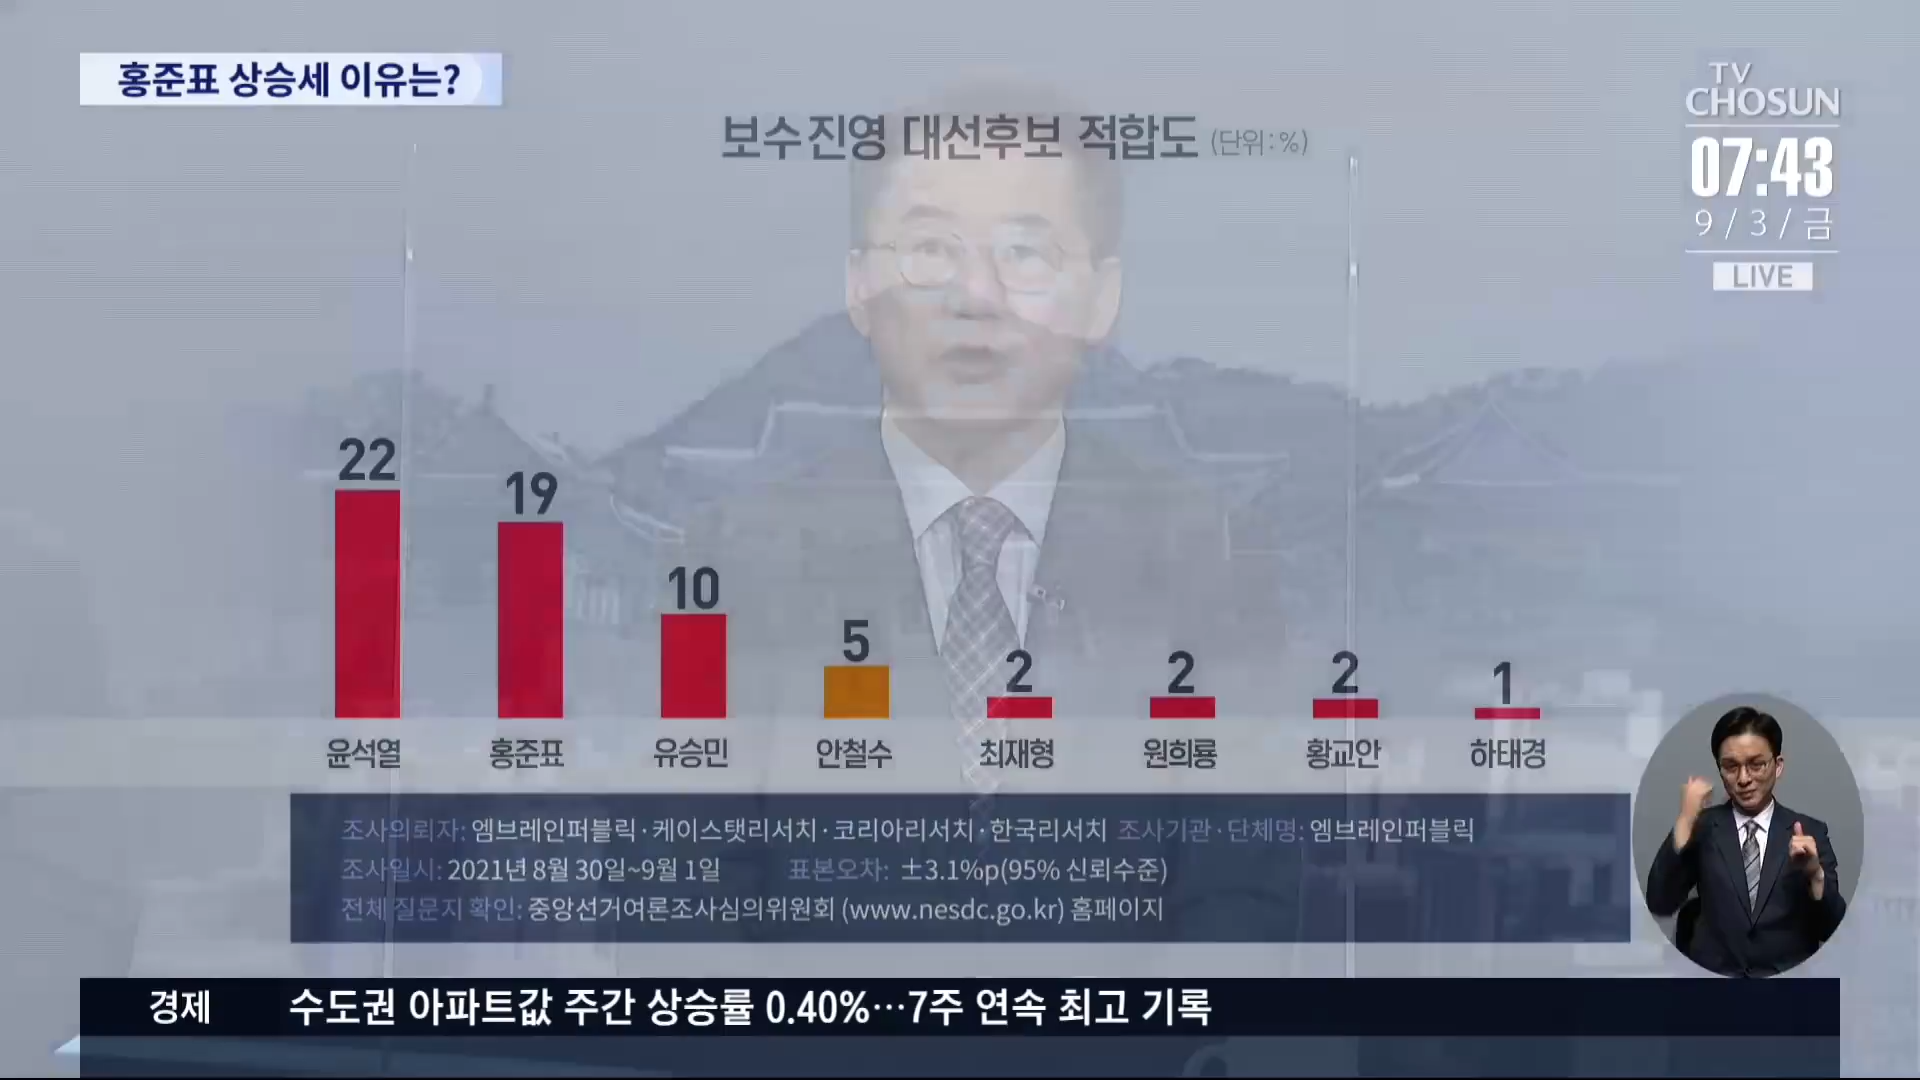 홍준표 상승세 이유는?
TV
CHOSUN
07:43
9 / 3 / 금
LIVE
보수진영 대선후보 적합도 (단위:%)
22
19
10
5
2
2
2
1
윤석열
홍준표
유승민
안철수
최재형
원희룡
황교안
하태경
조사의뢰자: 엠브레인퍼블릭·케이스탯리서치·코리아리서치·한국리서치 조사기관·단체명: 엠브레인퍼블릭
조사일시: 2021년 8월 30일~9월 1일 표본오차: ±3.1%p(95% 신뢰수준)
전체 질문지 확인: 중앙선거여론조사심의위원회 (www.nesdc.go.kr) 홈페이지
경제 수도권 아파트값 주간 상승률 0.40%…7주 연속 최고 기록